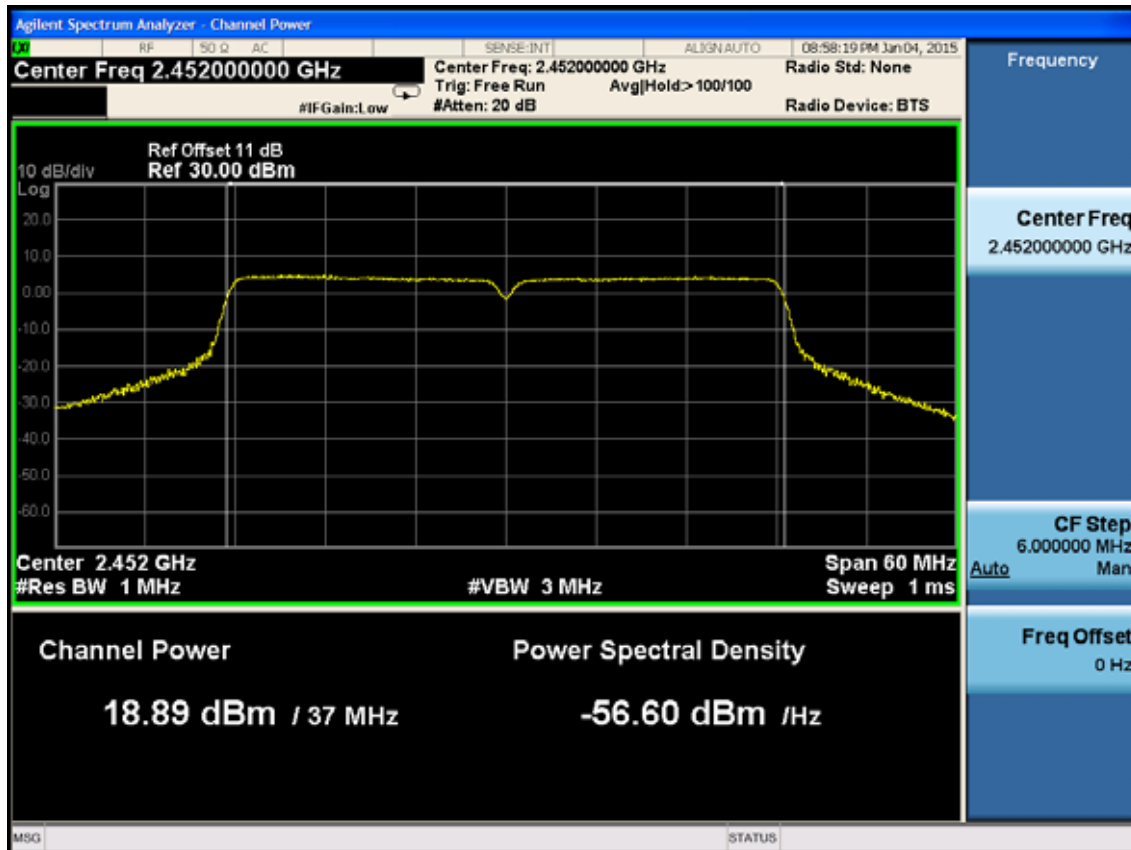 Agilent Spectrum Analyzer - Channel Power
RF 50 Ω AC SENSE:INT ALIGN AUTO 08:58:19 PM Jan 04, 2015
Center Freq 2.452000000 GHz
Center Freq: 2.452000000 GHz
Radio Std: None
Trig: Free Run Avg|Hold:>100/100
#IFGain:Low
#Atten: 20 dB
Radio Device: BTS
Ref Offset 11 dB
10 dB/div Ref 30.00 dBm
Log
20.0
10.0
0.00
-10.0
-20.0
-30.0
-40.0
-50.0
-60.0
Center 2.452 GHz Span 60 MHz
#Res BW 1 MHz #VBW 3 MHz Sweep 1 ms
Channel Power Power Spectral Density
18.89 dBm / 37 MHz -56.60 dBm /Hz
MSG STATUS
Frequency
Center Freq
2.452000000 GHz
CF Step
6.000000 MHz
Auto Man
Freq Offset
0 Hz